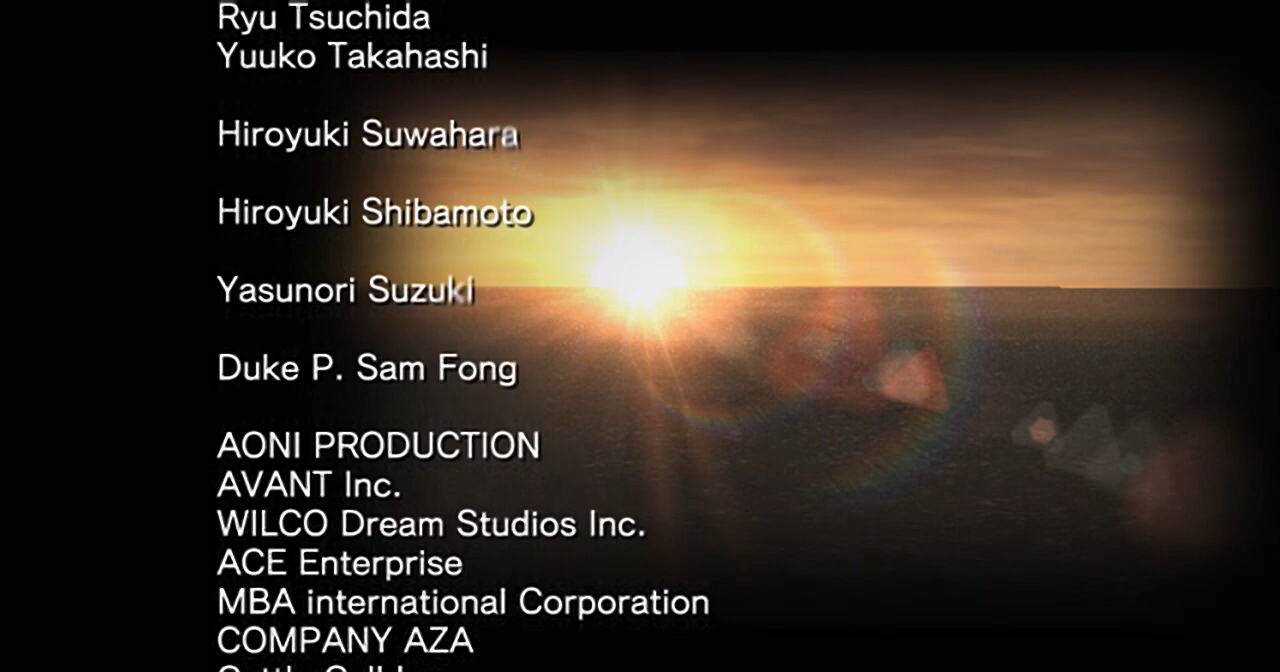 Ryu Tsuchida
Yuuko Takahashi
Hiroyuki Suwahara
Hiroyuki Shibamoto
Yasunori Suzuki
Duke P. Sam Fong
AONI PRODUCTION
AVANT Inc.
WILCO Dream Studios Inc.
ACE Enterprise
MBA international Corporation
COMPANY AZA